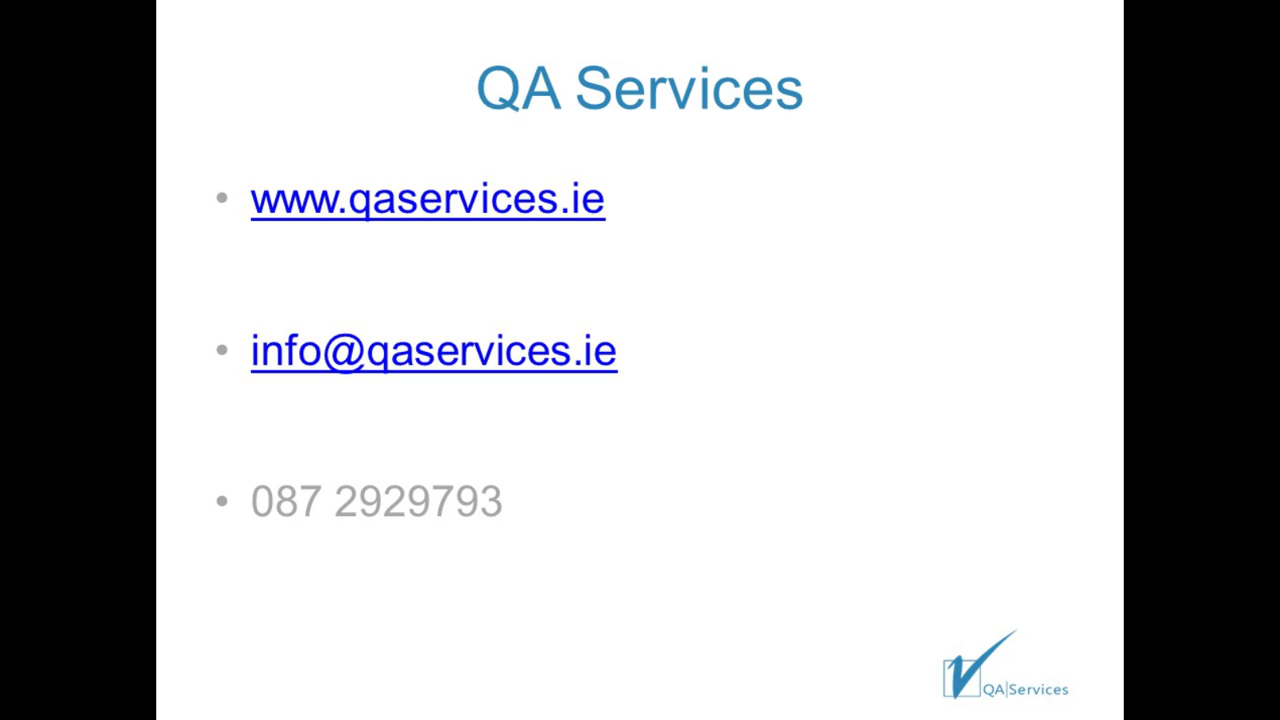 QA Services
• www.qaservices.ie
• info@qaservices.ie
• 087 2929793
QA|Services